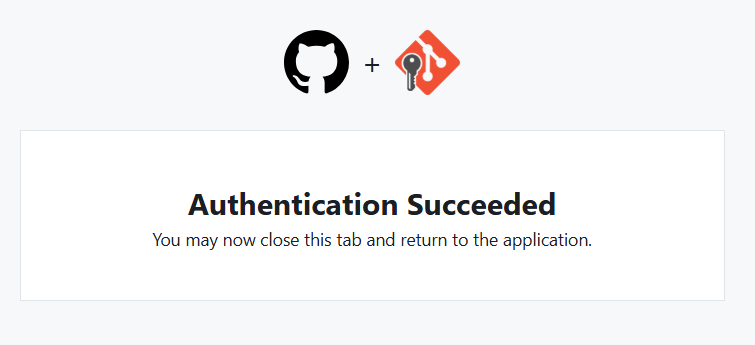 +
Authentication Succeeded
You may now close this tab and return to the application.